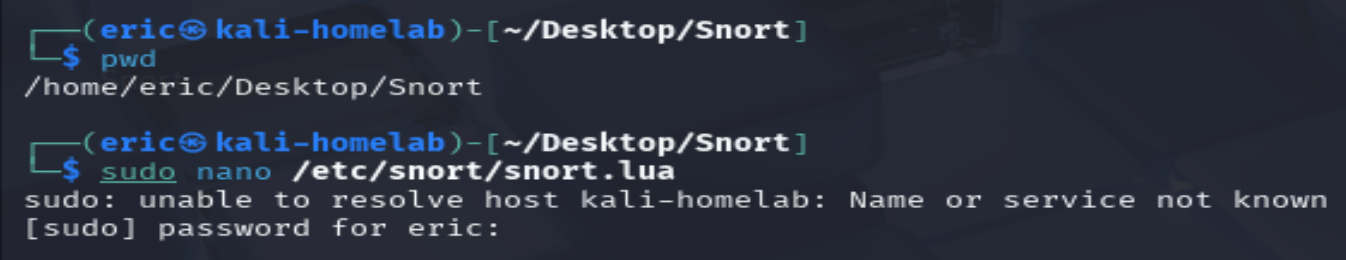 ┌──(eric㉿kali-homelab)-[~/Desktop/Snort]
└─$ pwd
/home/eric/Desktop/Snort
┌──(eric㉿kali-homelab)-[~/Desktop/Snort]
└─$ sudo nano /etc/snort/snort.lua
sudo: unable to resolve host kali-homelab: Name or service not known
[sudo] password for eric: